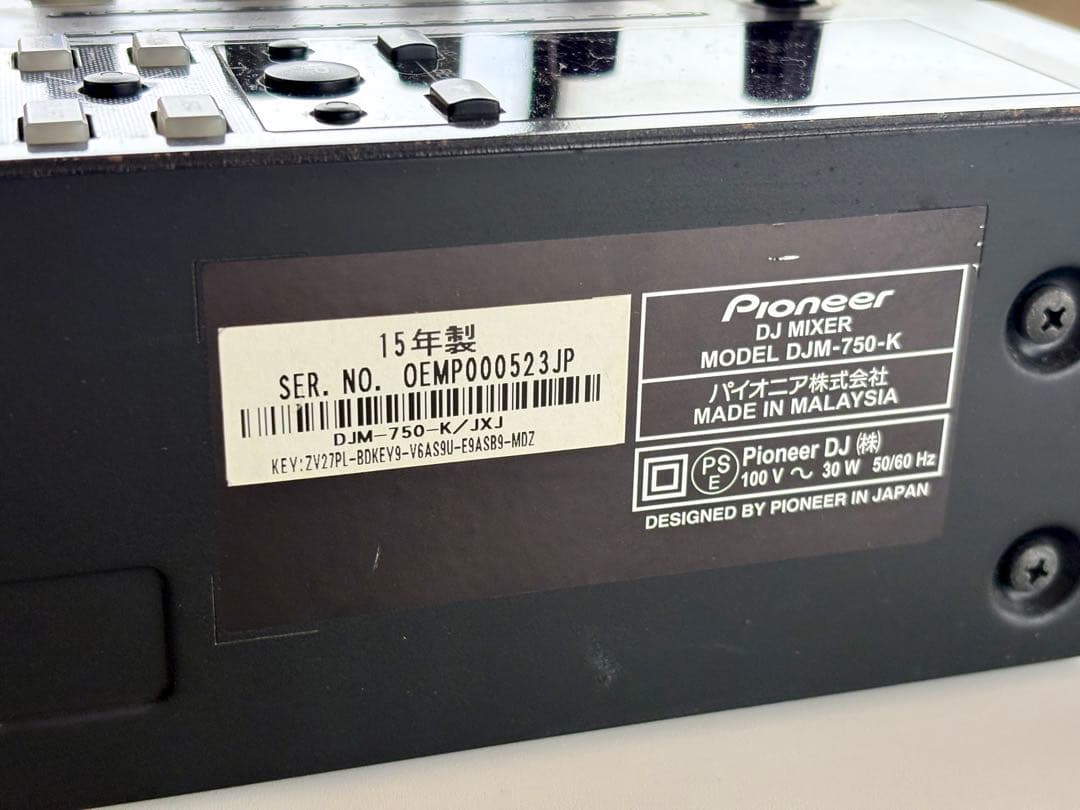 15年製
SER. NO. OEMP000523JP
DJM-750-K/JXJ
KEY:ZV27PL-BDKEY9-V6AS9U-E9ASB9-MDZ
Pioneer
DJ MIXER
MODEL DJM-750-K
パイオニア株式会社
MADE IN MALAYSIA
PS
E
Pioneer DJ (株)
100 V ～ 30 W 50/60 Hz
DESIGNED BY PIONEER IN JAPAN